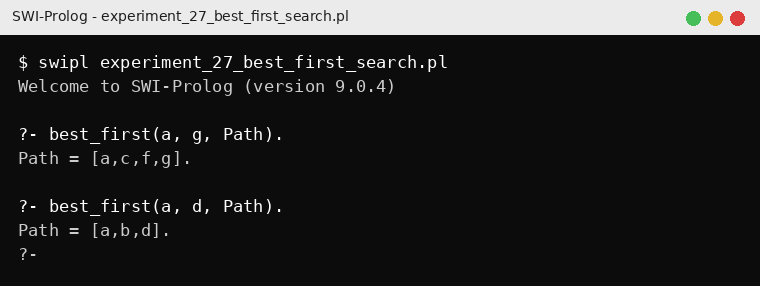 SWI-Prolog - experiment_27_best_first_search.pl
$ swipl experiment_27_best_first_search.pl
Welcome to SWI-Prolog (version 9.0.4)
?- best_first(a, g, Path).
Path = [a,c,f,g].
?- best_first(a, d, Path).
Path = [a,b,d].
?-